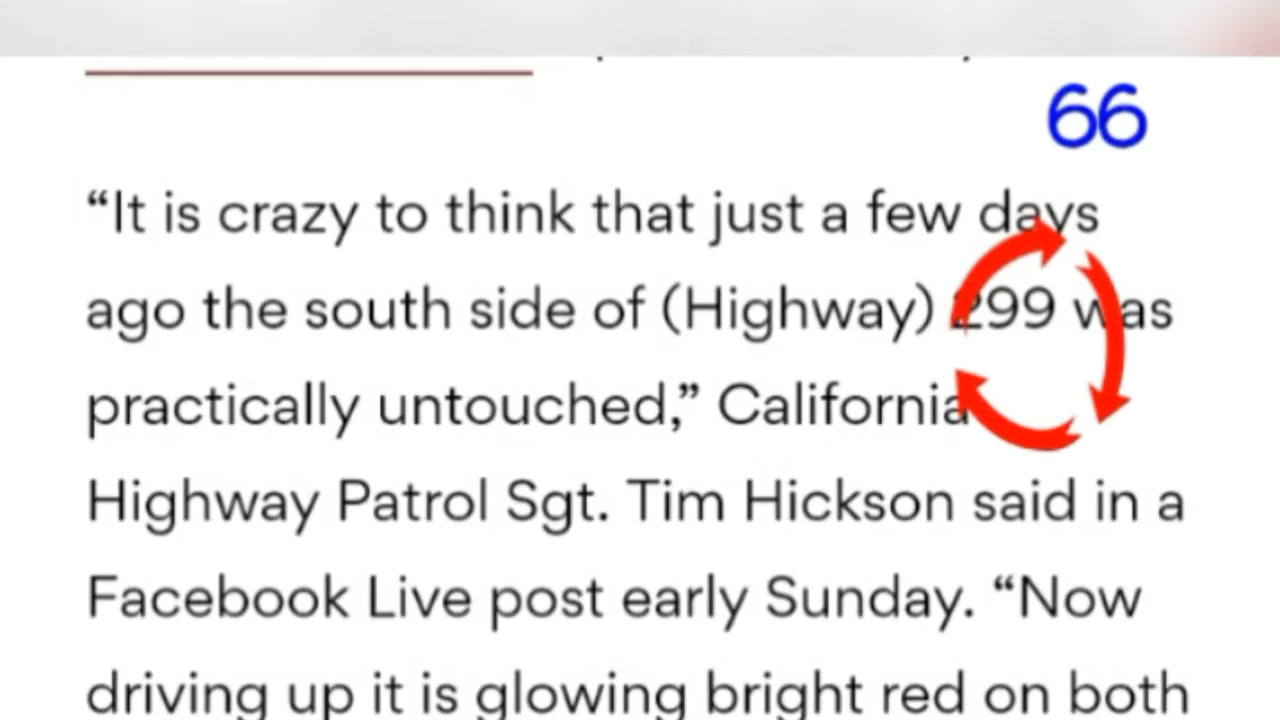 66
“It is crazy to think that just a few days
ago the south side of (Highway) 299 was
practically untouched,” California
Highway Patrol Sgt. Tim Hickson said in a
Facebook Live post early Sunday. “Now
driving up it is glowing bright red on both